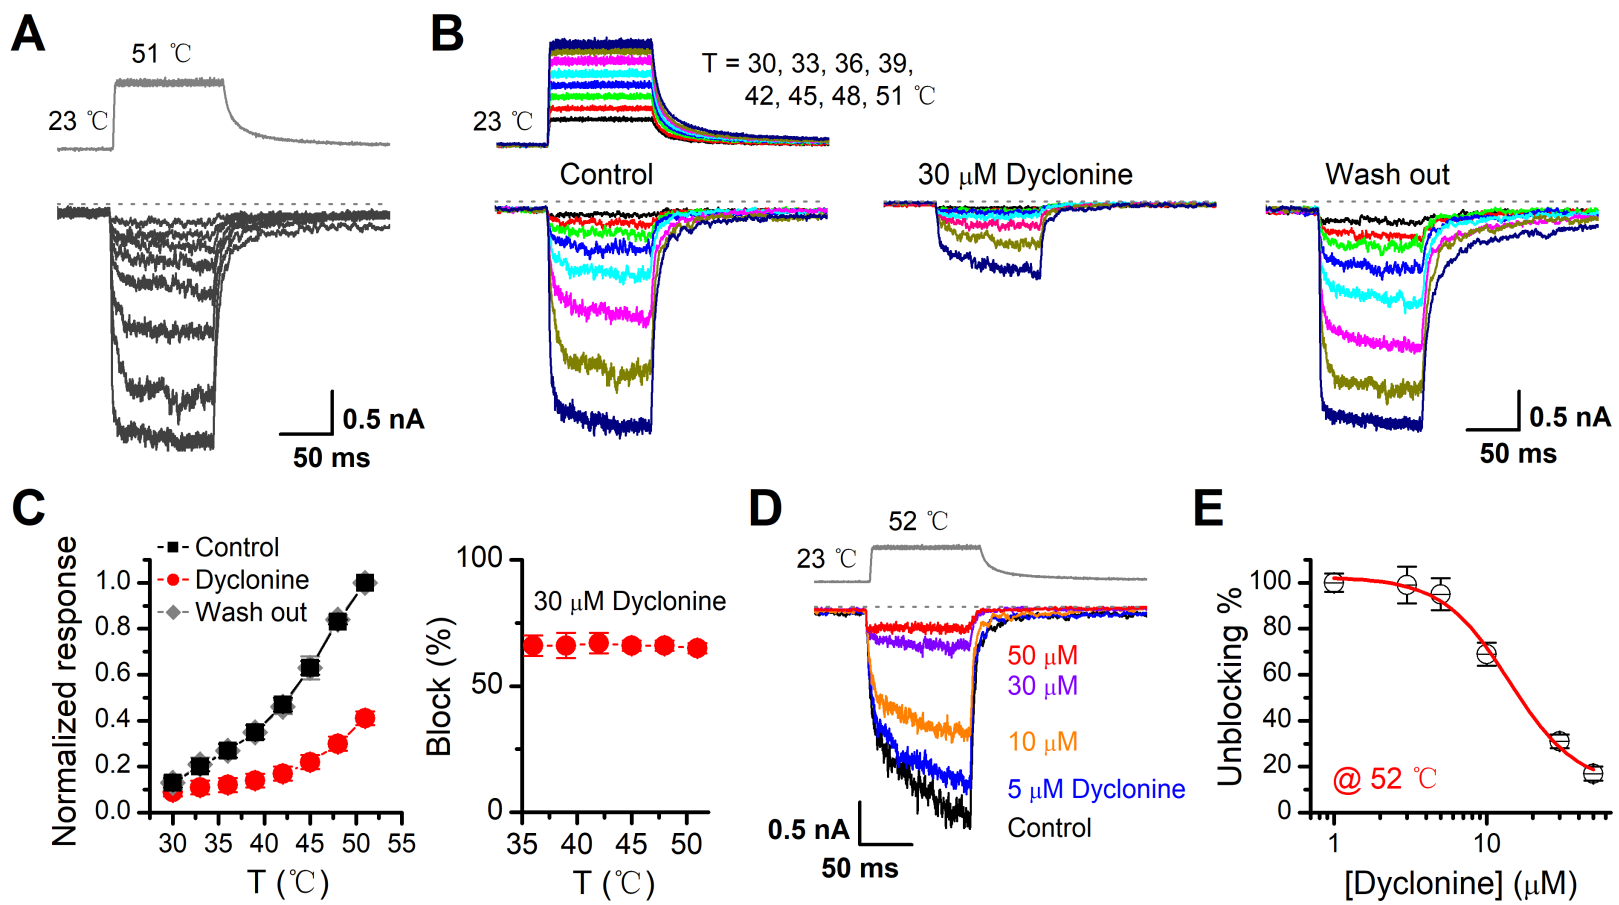 A
51 ℃
23 ℃
0.5 nA
50 ms
B
T = 30, 33, 36, 39,
42, 45, 48, 51 ℃
23 ℃
Control
30 μM Dyclonine
Wash out
0.5 nA
50 ms
C
Normalized response
1.0
0.8
0.6
0.4
0.2
0.0
Control
Dyclonine
Wash out
30 35 40 45 50 55
T (℃)
Block (%)
100
50
0
30 μM Dyclonine
35 40 45 50
T (℃)
D
52 ℃
23 ℃
50 μM
30 μM
10 μM
5 μM Dyclonine
Control
0.5 nA
50 ms
E
Unblocking %
100
80
60
40
20
0
@ 52 ℃
1 10
[Dyclonine] (μM)